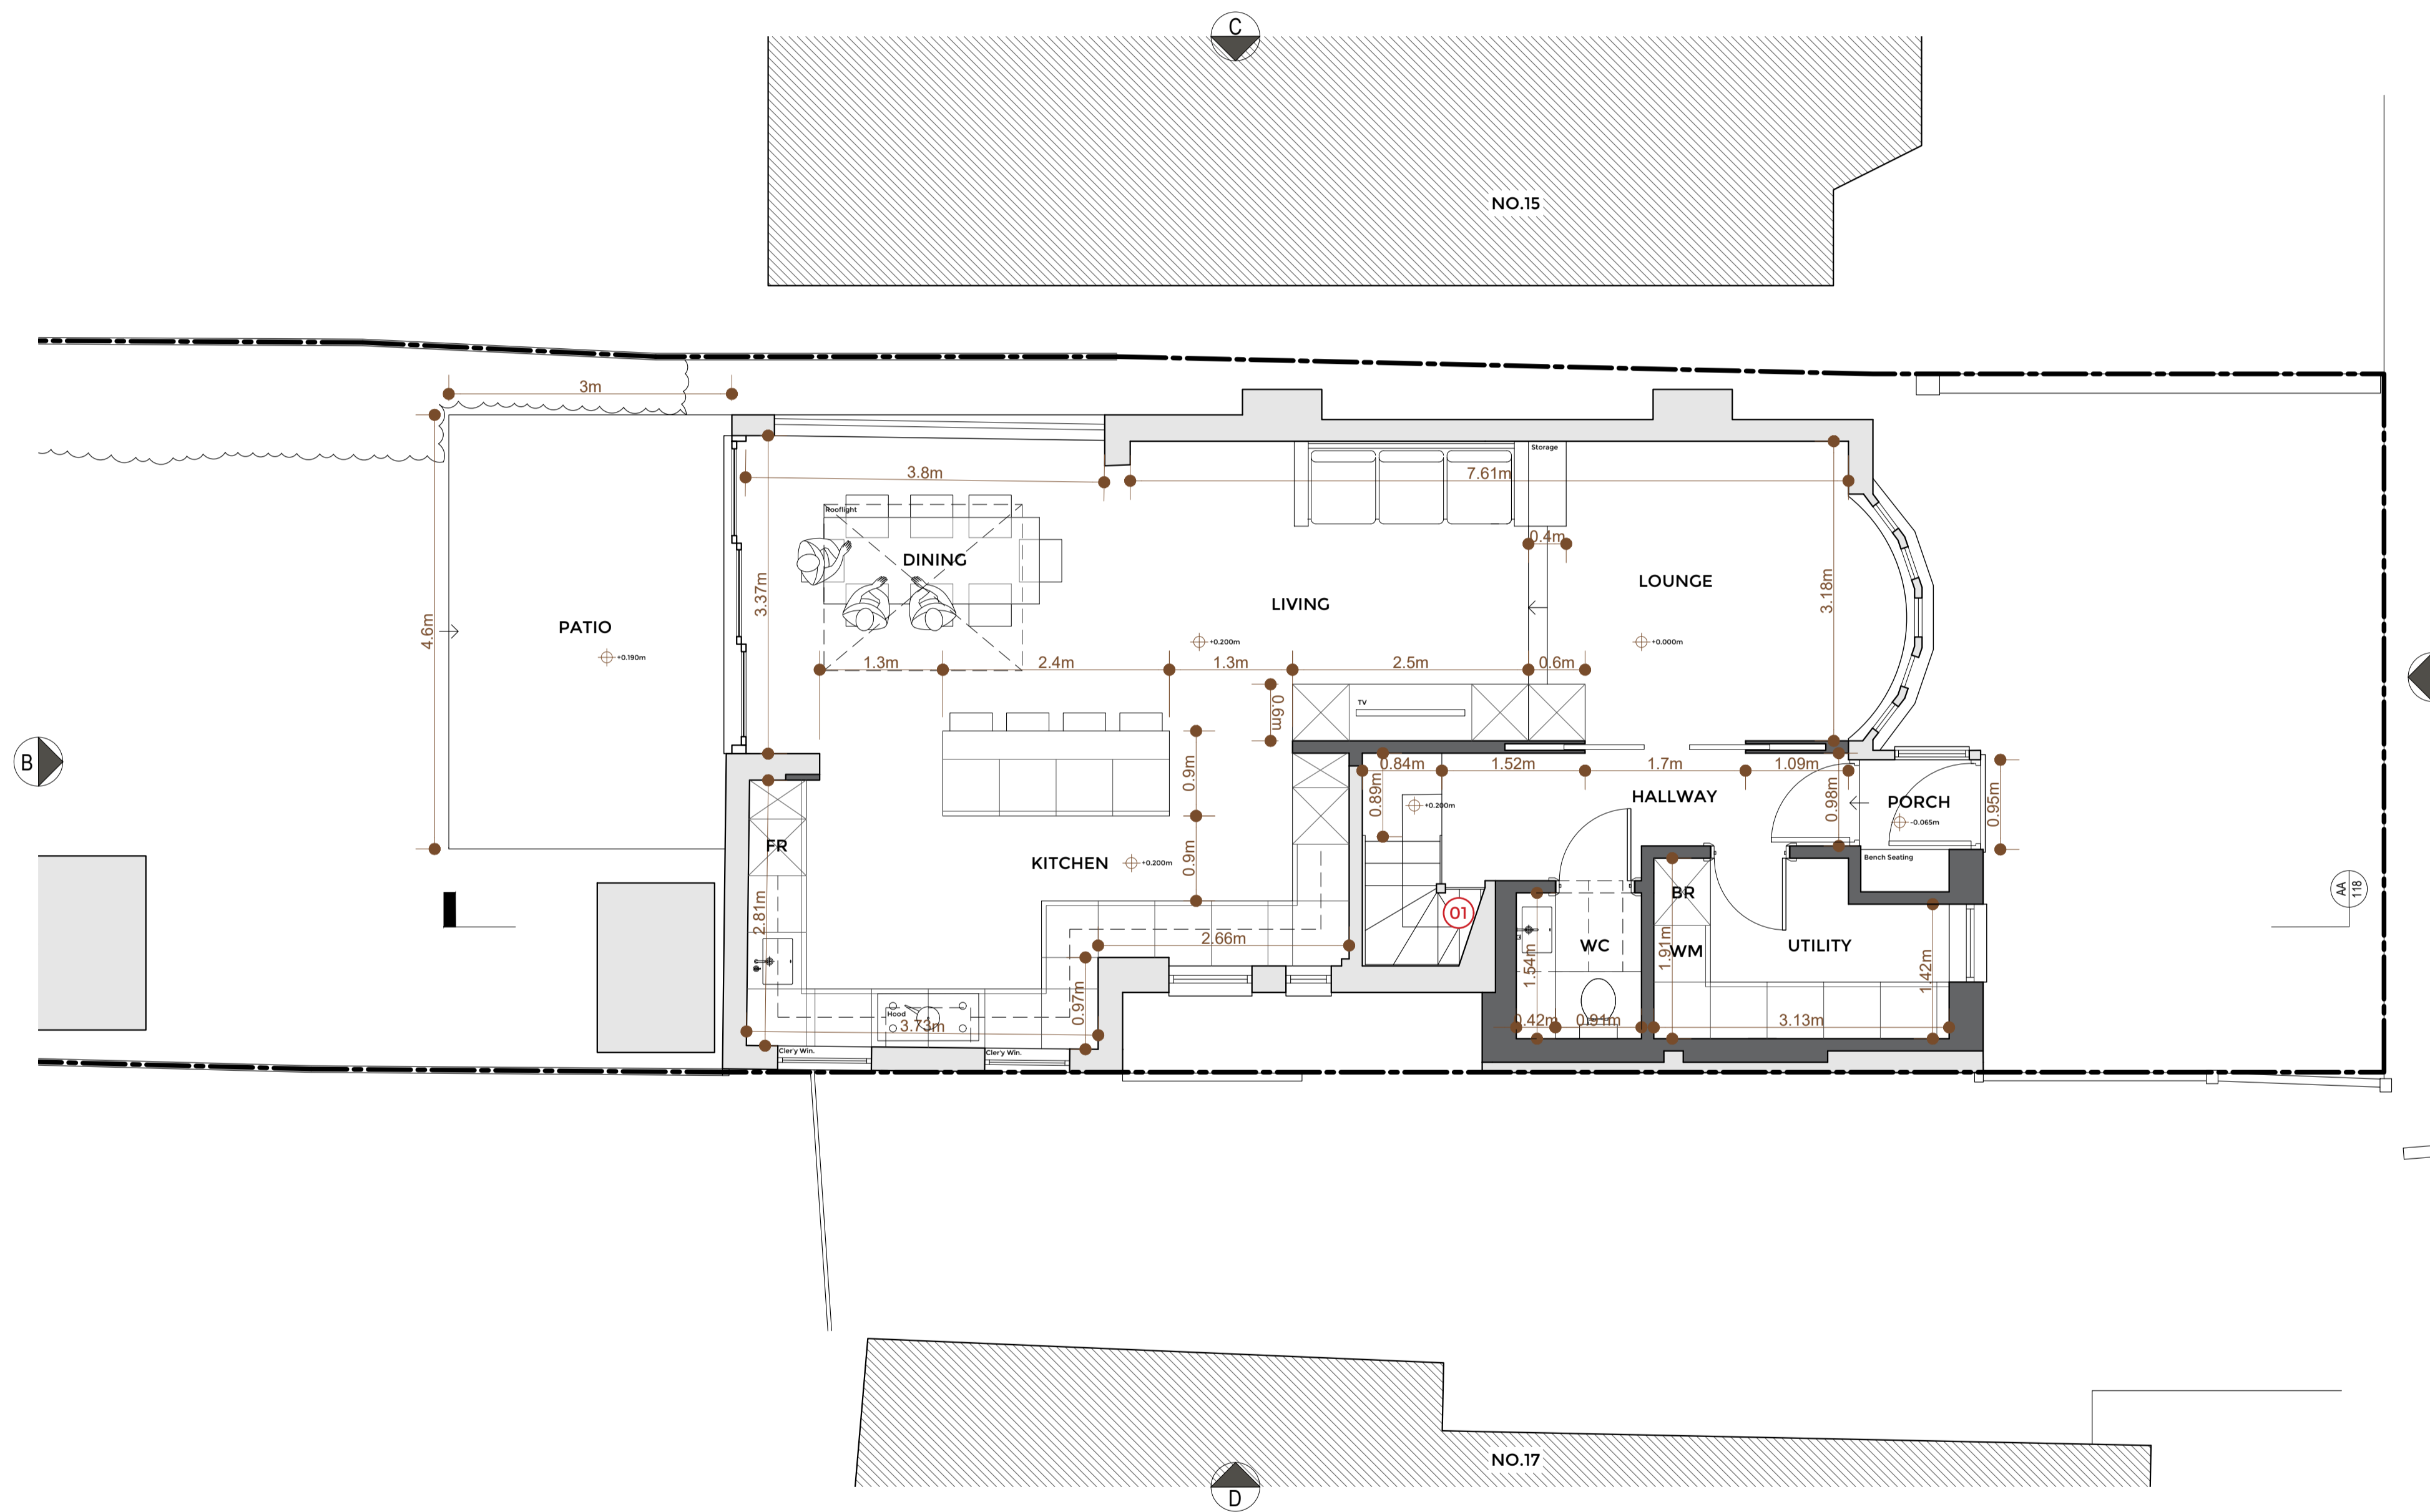 C
NO.15
3m
3.8m
7.61m
Storage
Rooflight
DINING
0.4m
LOUNGE
3.37m
3.18m
LIVING
4.6m
PATIO
+0.190m
+0.200m
+0.000m
1.3m
2.4m
1.3m
2.5m
0.6m
0.6m
TV
B
0.9m
0.84m
1.52m
1.7m
1.09m
0.89m
+0.200m
HALLWAY
0.98m
PORCH
-0.065m
0.95m
FR
KITCHEN
+0.200m
0.9m
Bench Seating
AA
118
BR
2.81m
01
2.66m
WC
1.54m
1.91m
WM
UTILITY
1.42m
0.97m
Hood
3.73m
0.42m
0.91m
3.13m
Cler'y Win.
Cler'y Win.
NO.17
D